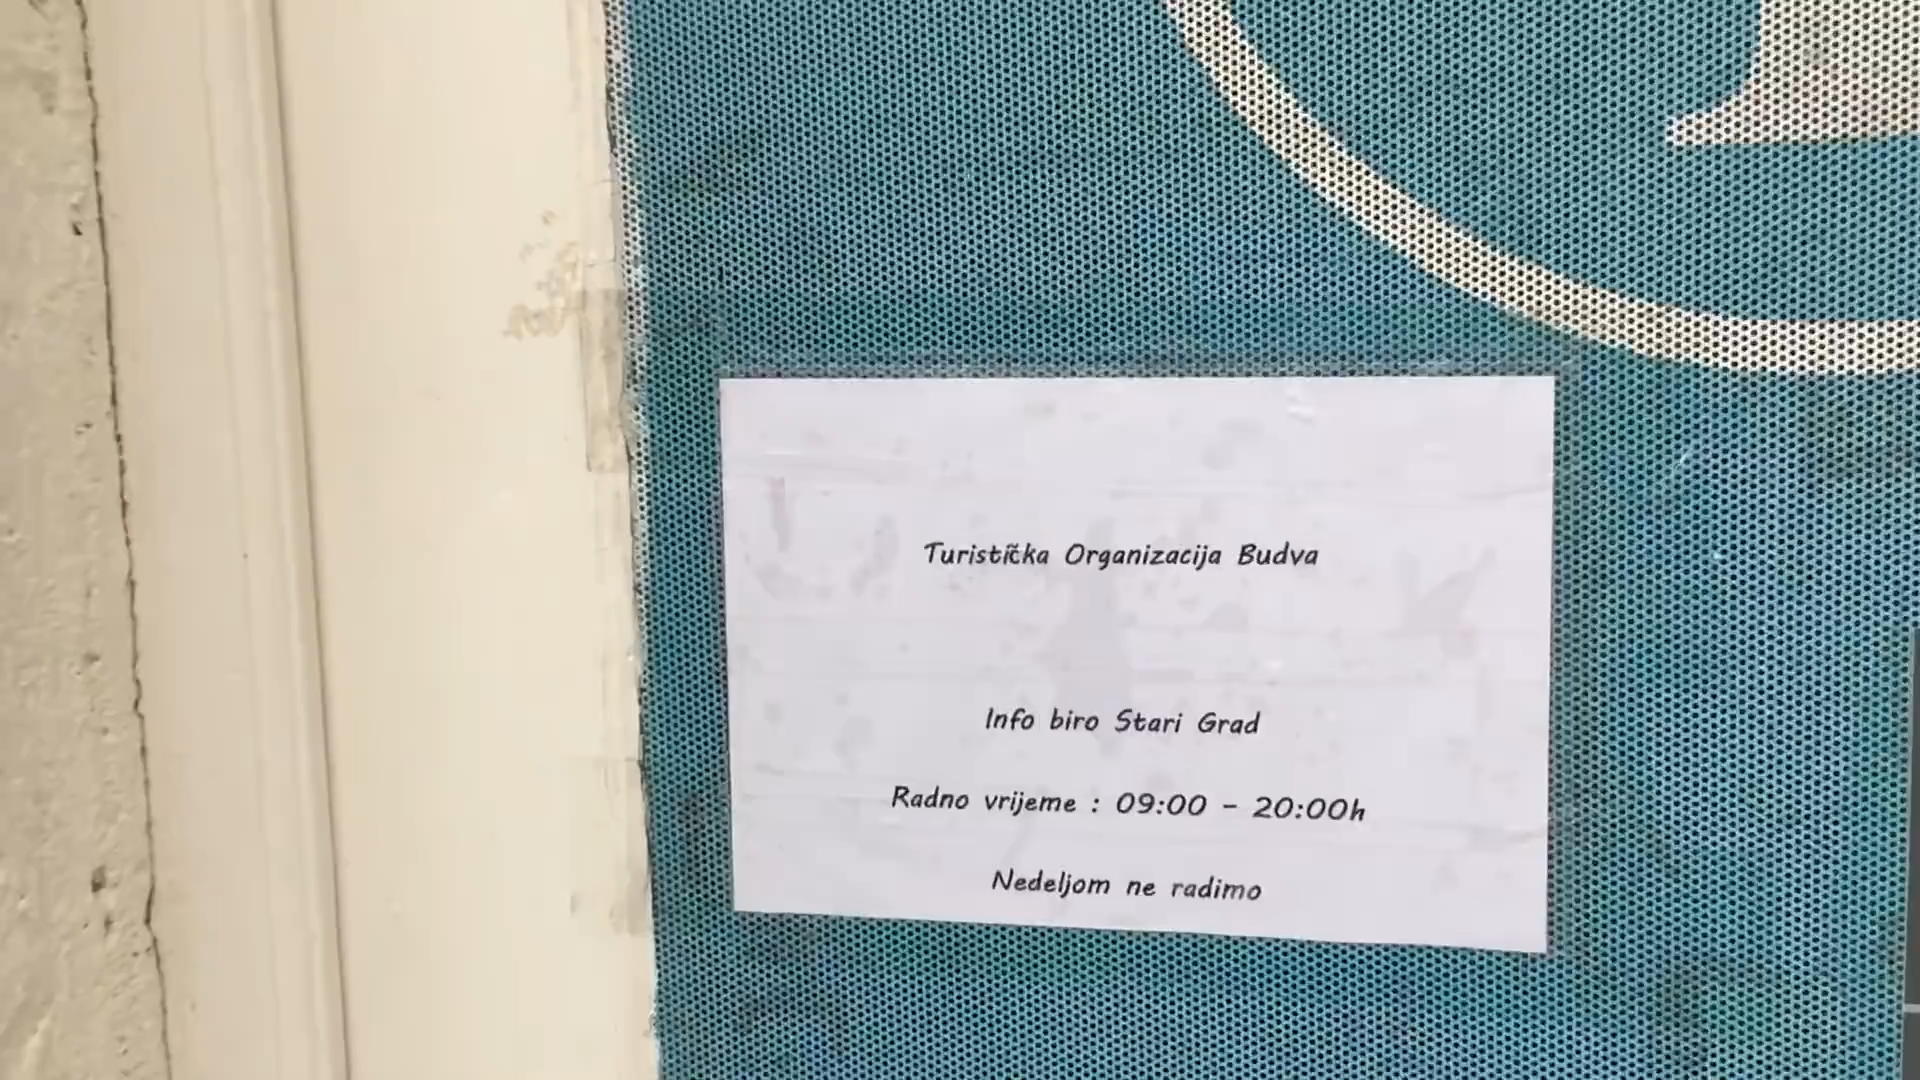 Turistička Organizacija Budva
Info biro Stari Grad
Radno vrijeme : 09:00 - 20:00h
Nedeljom ne radimo